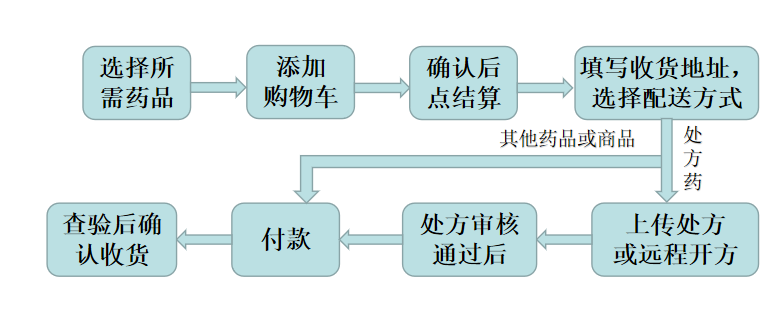 选择所
需药品
添加
购物车
确认后
点结算
填写收货地址，
选择配送方式
其他药品或商品
处
方
药
上传处方
或远程开方
处方审核
通过后
付款
查验后确
认收货